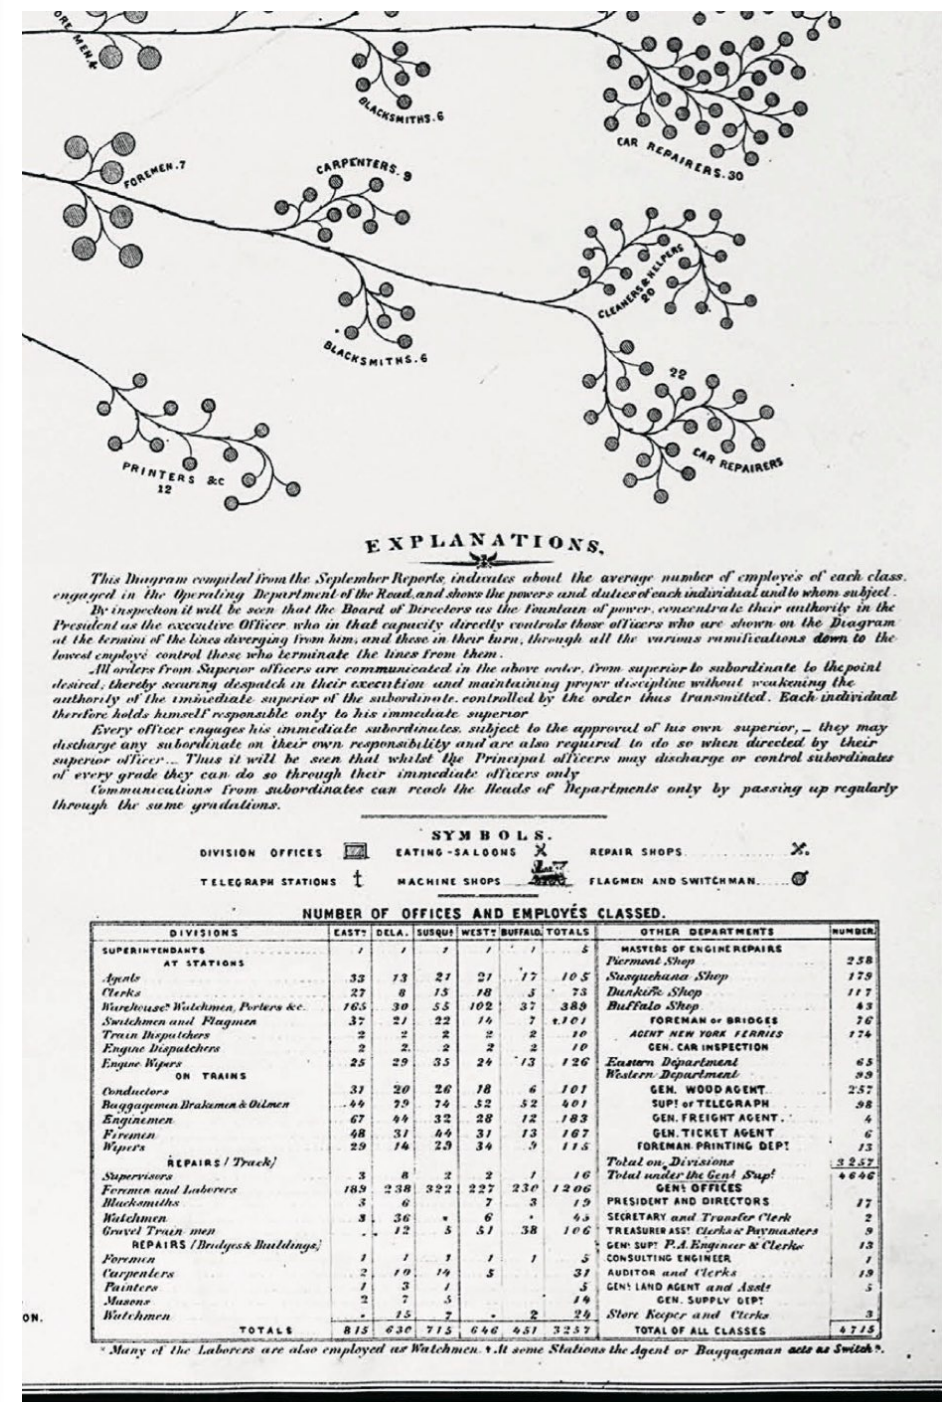 ORE MEN.4
BLACKSMITHS.6
CAR REPAIRERS.30
FOREMEN.7
CARPENTERS.9
CLEANERS & HELPERS
20
BLACKSMITHS.6
22
CAR REPAIRERS
PRINTERS &c
12
EXPLANATIONS.
This Diagram compiled from the September Reports, indicates about the average number of employés of each class.
engaged in the Operating Department of the Road, and shows the powers and duties of each individual and to whom subject.
By inspection it will be seen that the Board of Directors as the fountain of power, concentrate their authority in the
President as the executive Officer who in that capacity directly controls those officers who are shown on the Diagram
at the termini of the lines diverging from him, and these in their turn, through all the various ramifications down to the
lowest employé control those who terminate the lines from them.
All orders from Superior officers are communicated in the above order, from superior to subordinate to the point
desired; thereby securing despatch in their execution and maintaining proper discipline without weakening the
authority of the immediate superior of the subordinate, controlled by the order thus transmitted. Each individual
therefore holds himself responsible only to his immediate superior
Every officer engages his immediate subordinates, subject to the approval of his own superior, _ they may
discharge any subordinate on their own responsibility and are also required to do so when directed by their
superior officer... Thus it will be seen that whilst the Principal officers may discharge or control subordinates
of every grade they can do so through their immediate officers only
Communications from subordinates can reach the Heads of Departments only by passing up regularly
through the same gradations.
SYMBOLS.
DIVISION OFFICES EATING-SALOONS REPAIR SHOPS
TELEGRAPH STATIONS MACHINE SHOPS FLAGMEN AND SWITCHMAN
NUMBER OF OFFICES AND EMPLOYÉS CLASSED.
DIVISIONS EASTN DELA. SUSQUA WESTN BUFFALO. TOTALS
SUPERINTENDANTS 1 1 1 1 1 5
AT STATIONS
Agents 33 13 21 21 17 105
Clerks 27 8 15 18 5 73
Warehouse, Watchmen, Porters &c. 165 30 55 102 37 389
Switchmen and Flagmen 37 21 22 14 7 101
Train Dispatchers 2 2 2 2 2 10
Engine Dispatchers 2 2 2 2 2 10
Engine Wipers 25 29 35 24 13 126
ON TRAINS
Conductors 31 20 26 18 6 101
Baggagemen Brakemen & Oilmen 44 79 74 52 52 401
Enginemen 67 44 32 28 12 183
Firemen 48 31 44 31 13 167
Wipers 29 14 29 34 9 115
REPAIRS (Track)
Supervisors 3 8 2 2 1 16
Foremen and Laborers 189 238 322 227 230 1206
Blacksmiths 3 6 7 3 19
Watchmen 3 36 * 6 * 45
Gravel Train men 12 5 51 38 106
REPAIRS (Bridges & Buildings)
Foremen 1 1 1 1 1 5
Carpenters 2 10 14 5 31
Painters 1 3 1 5
Masons 2 7 5 14
Watchmen 15 7 2 24
TOTALS 815 630 715 646 451 3257
OTHER DEPARTMENTS NUMBER
MASTERS OF ENGINE REPAIRS
Piermont Shop 258
Susquehana Shop 179
Dunkirk Shop 117
Buffalo Shop 43
FOREMAN OF BRIDGES 76
AGENT NEW YORK FERRIES 174
GEN. CAR INSPECTION
Eastern Department 65
Western Department 99
GEN. WOOD AGENT 257
SUPT OF TELEGRAPH 98
GEN. FREIGHT AGENT. 4
GEN. TICKET AGENT 6
FOREMAN PRINTING DEPT 13
Total on Divisions 3257
Total under the Genl Supt 4646
GENL OFFICES
PRESIDENT AND DIRECTORS 17
SECRETARY and Transfer Clerk 2
TREASURER ASST Clerks & Paymasters 9
GENL SUPT P.A. Engineer & Clerks 13
CONSULTING ENGINEER 1
AUDITOR and Clerks 19
GENL LAND AGENT and Asst 5
GEN. SUPPLY DEPT
Store Keeper and Clerks 3
TOTAL OF ALL CLASSES 4715
* Many of the Laborers are also employed as Watchmen. † At some Stations the Agent or Baggageman acts as Switchn.
ON.